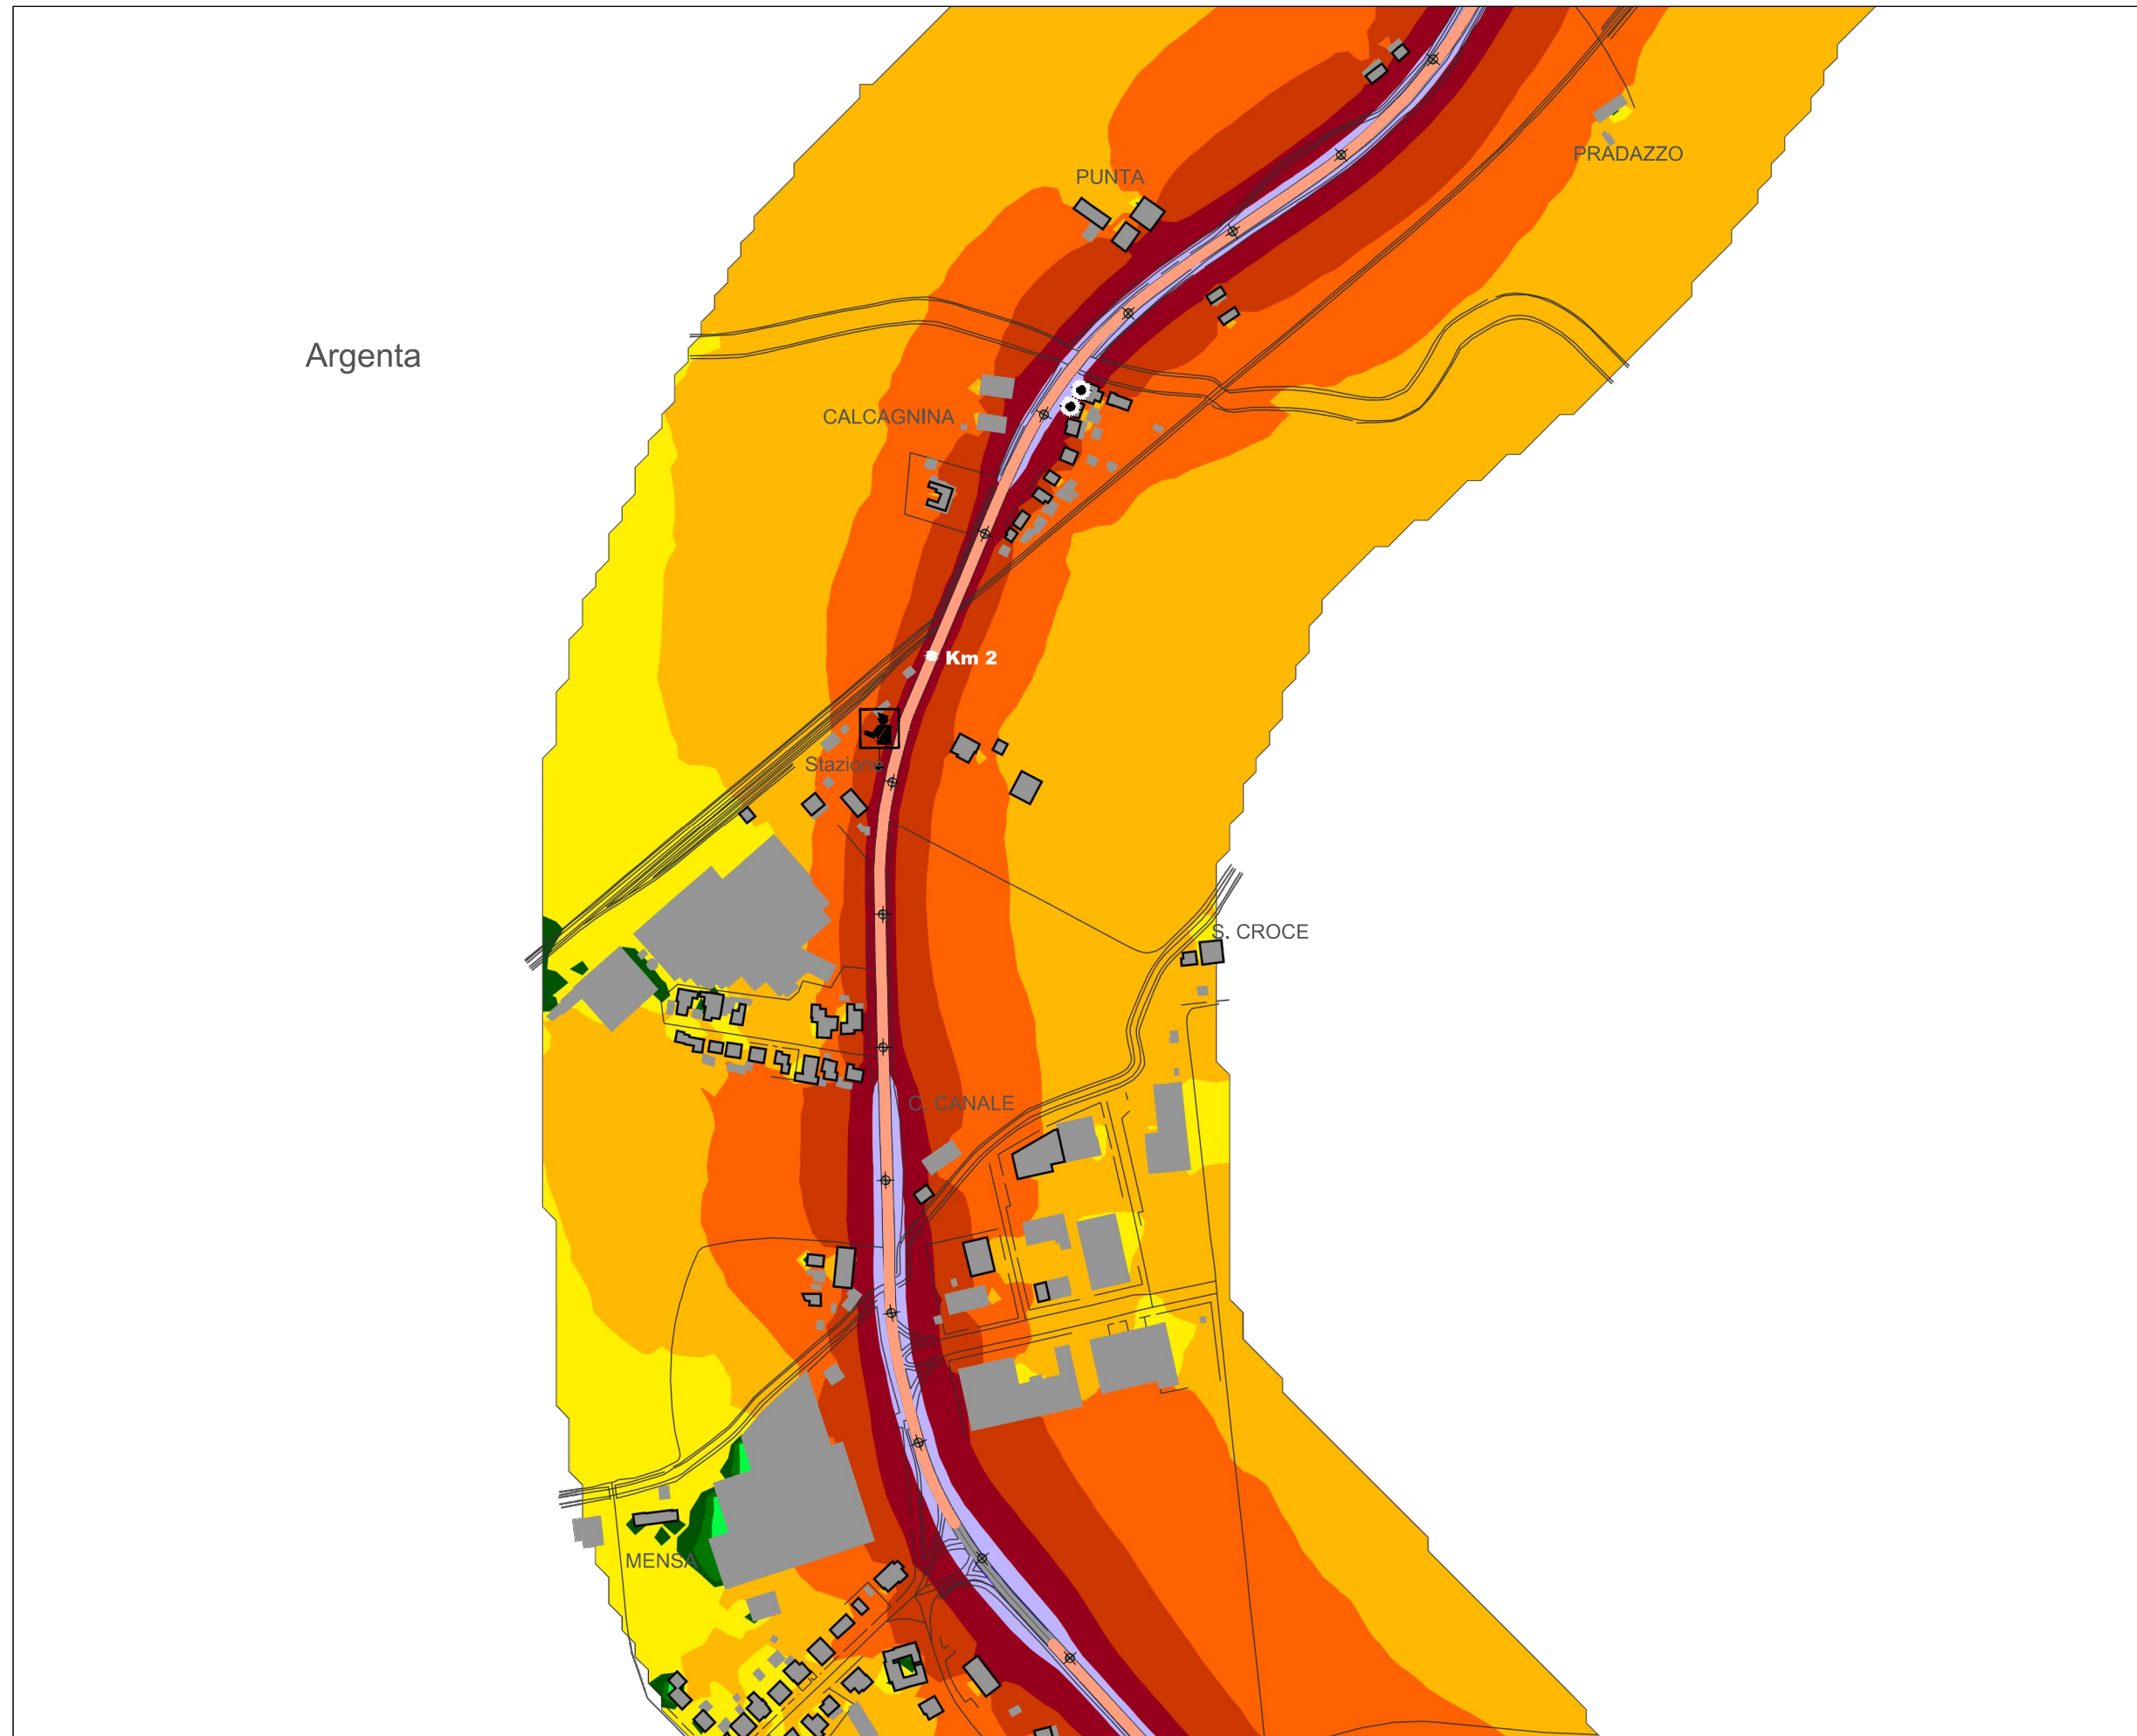 PRADAZZO
PUNTA
Argenta
CALCAGNINA
Km 2
Stazione
S. CROCE
C. CANALE
MENSA